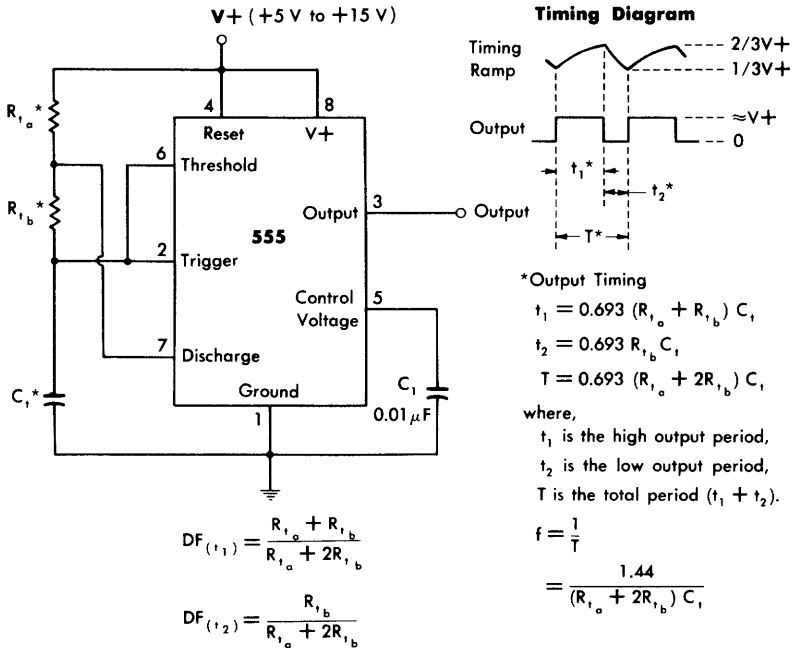 V+ (+5 V to +15 V)
Rta*
Rtb*
Ct*
4
8
Reset
V+
6
Threshold
Output
3
Output
555
2
Trigger
Control
Voltage
5
7
Discharge
Ground
1
C1
0.01 μF
DF(t1) = Rta + Rtb / Rta + 2Rtb
DF(t2) = Rtb / Rta + 2Rtb
Timing Diagram
Timing
Ramp
2/3V+
1/3V+
Output
≈V+
0
t1*
t2*
T*
*Output Timing
t1 = 0.693 (Rta + Rtb) Ct
t2 = 0.693 Rtb Ct
T = 0.693 (Rta + 2Rtb) Ct
where,
t1 is the high output period,
t2 is the low output period,
T is the total period (t1 + t2).
f = 1/T
= 1.44 / (Rta + 2Rtb) Ct